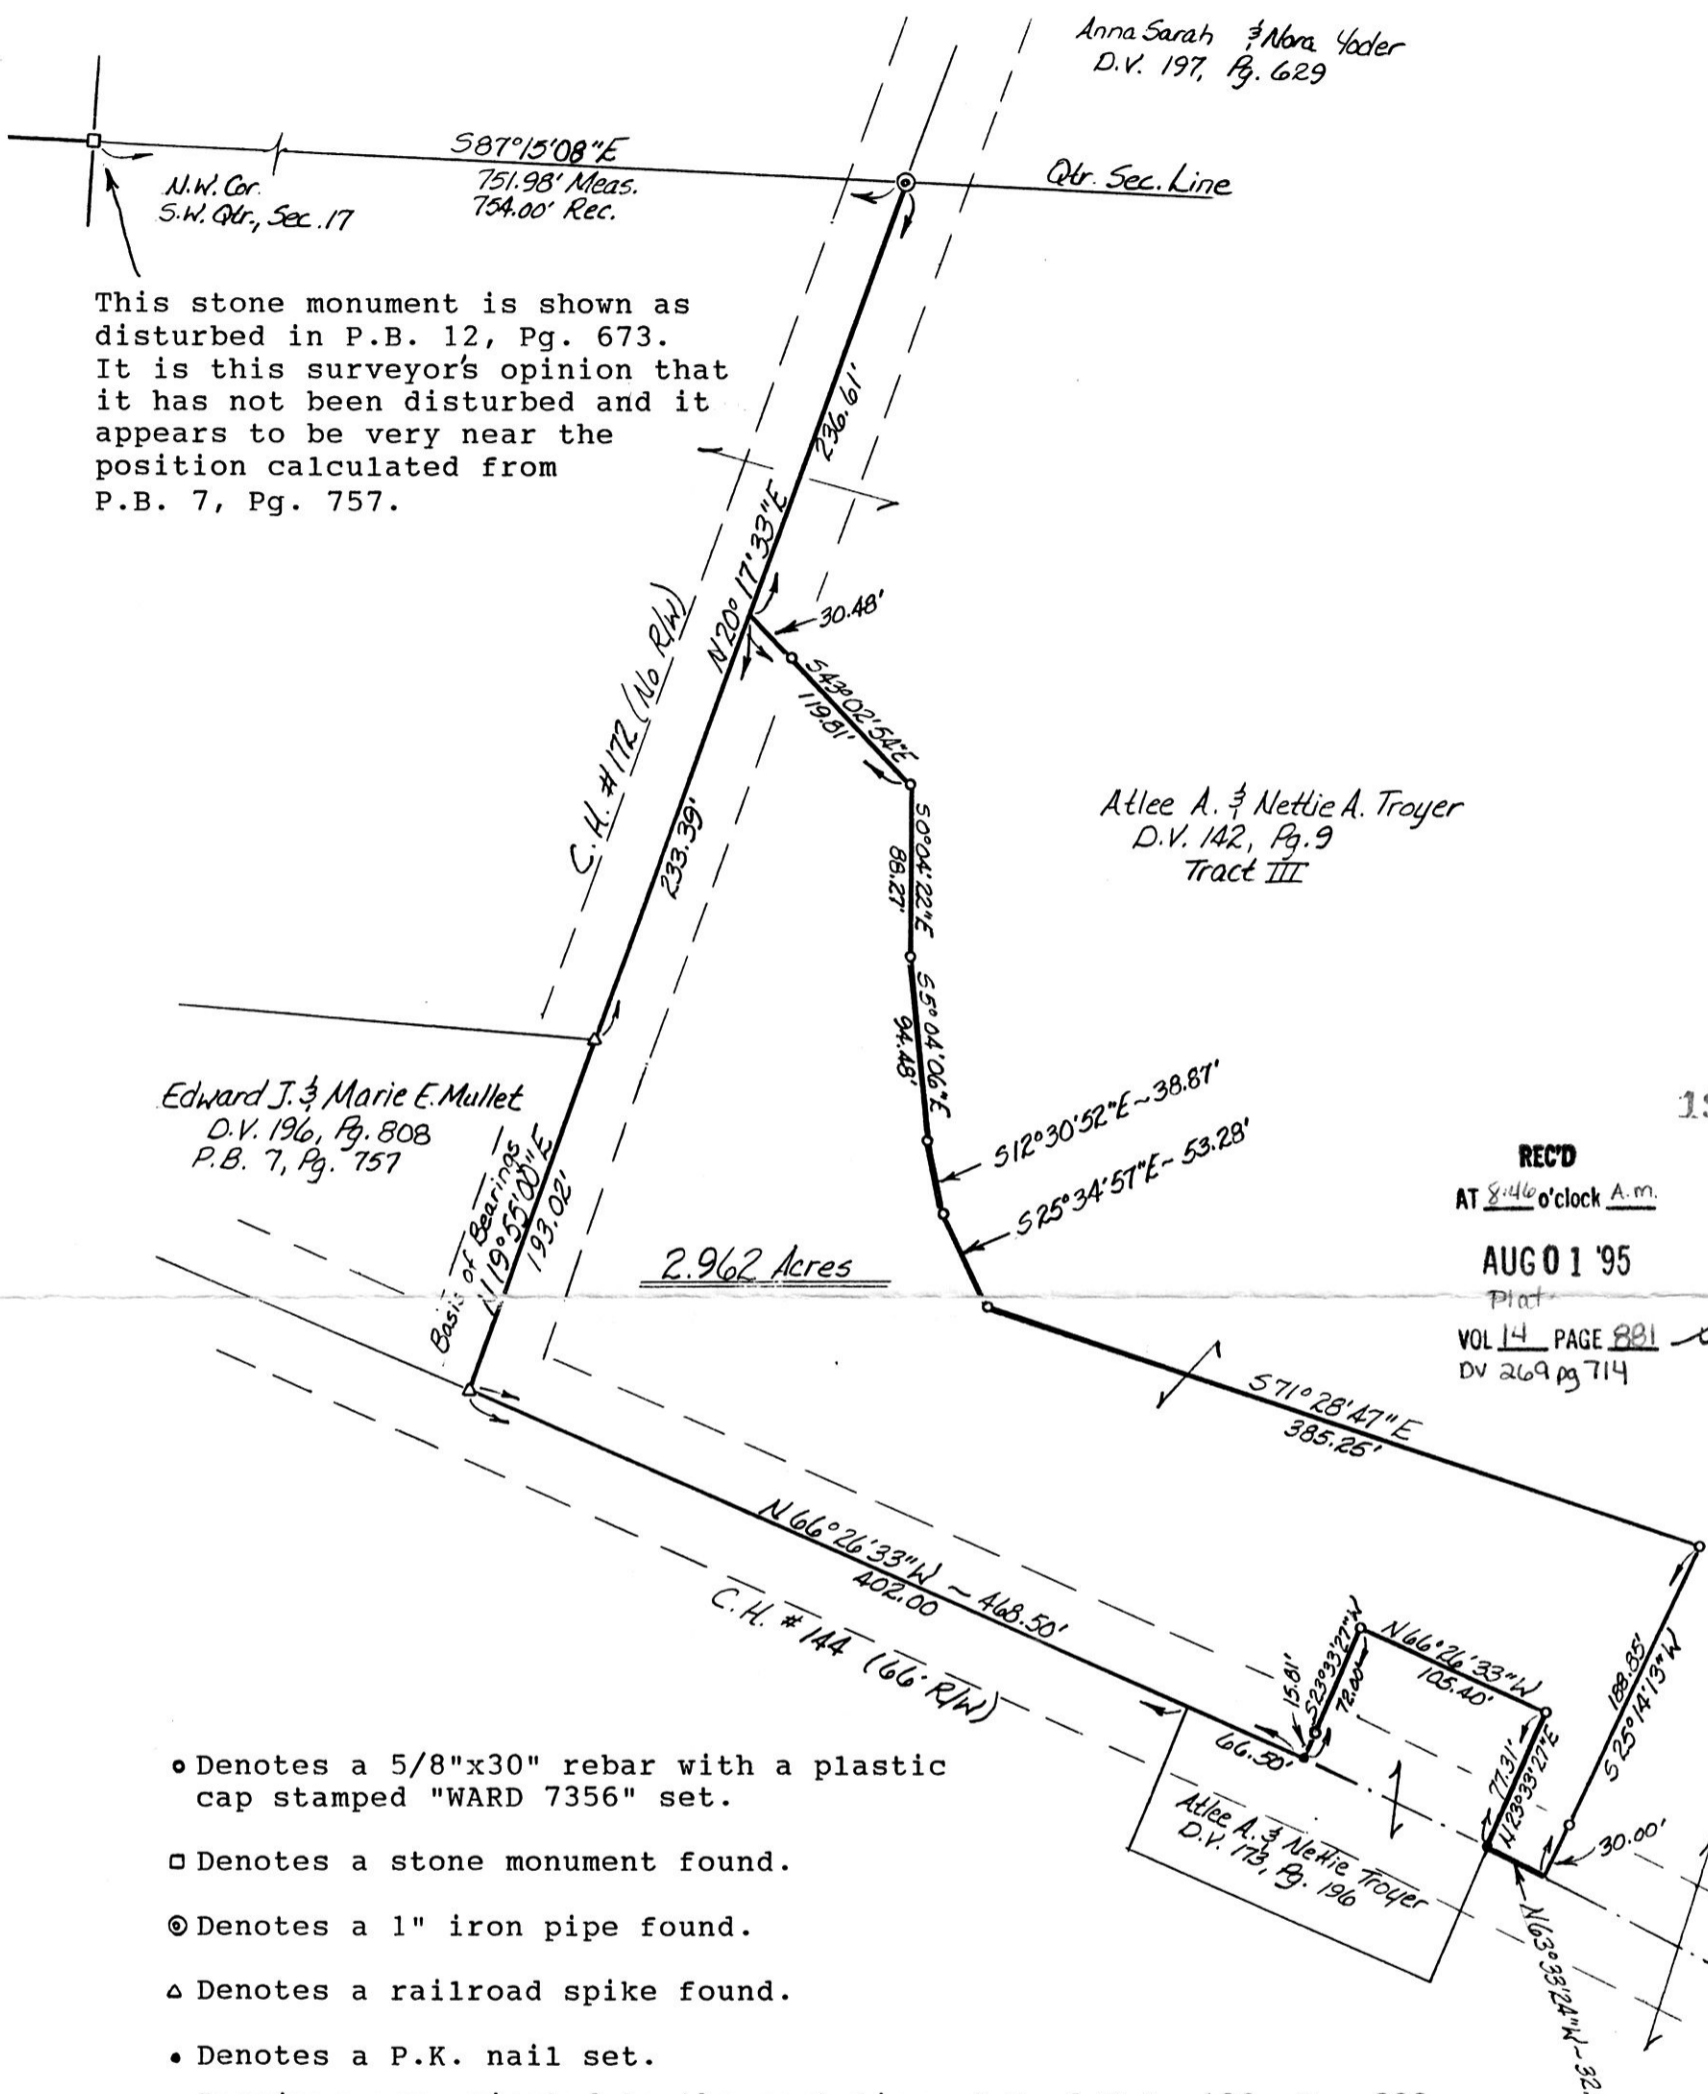 Anna Sarah & Nora Yoder
D.V. 197, Pg. 629
S87°15'08"E
751.98' Meas.
754.00' Rec.
Qtr. Sec. Line
N.W. Cor.
S.W. Qtr., Sec. 17
This stone monument is shown as
disturbed in P.B. 12, Pg. 673.
It is this surveyor's opinion that
it has not been disturbed and it
appears to be very near the
position calculated from
P.B. 7, Pg. 757.
236.61'
N20°17'33"E
30.48'
S43°02'54"E
119.81'
C.H. #172 (No R/W)
233.39'
Atlee A. & Nettie A. Troyer
D.V. 142, Pg. 9
Tract III
S0°04'22"E
88.27'
S5°04'06"E
94.48'
S12°30'52"E ~ 38.87'
S25°34'57"E ~ 53.28'
Edward J. & Marie E. Mullet
D.V. 196, Pg. 808
P.B. 7, Pg. 757
Basis of Bearings
N19°55'00"E
193.02'
2.962 Acres
REC'D
AT 8:46 o'clock A.m.
AUG 01 '95
Plat
VOL 14 PAGE 881
DV 269 pg 714
S71°28'47"E
385.25'
N66°26'33"W ~ 468.50'
402.00
C.H. #144 (66' R/W)
15.81'
S23°33'27"W
72.00'
N66°26'33"W
105.40'
188.85'
S25°14'13"W
66.50'
77.31'
N23°33'27"E
30.00'
Atlee A. & Nettie Troyer
D.V. 173, Pg. 196
N63°33'24"W ~ 32.
Denotes a 5/8"x30" rebar with a plastic
cap stamped "WARD 7356" set.
Denotes a stone monument found.
Denotes a 1" iron pipe found.
Denotes a railroad spike found.
Denotes a P.K. nail set.